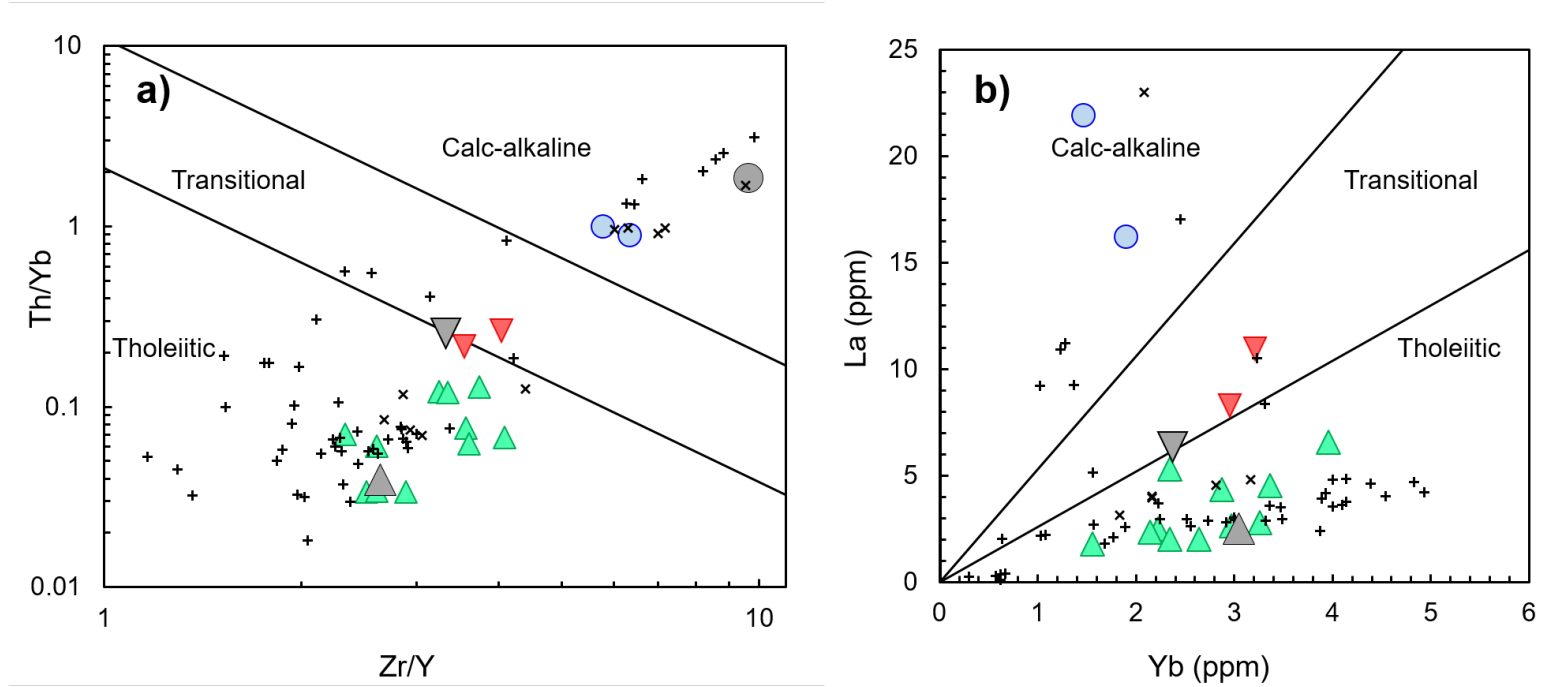 a)
10
1
0.1
0.01
Th/Yb
Calc-alkaline
Transitional
Tholeiitic
1
10
Zr/Y
b)
25
20
15
10
5
0
La (ppm)
Calc-alkaline
Transitional
Tholeiitic
0 1 2 3 4 5 6
Yb (ppm)